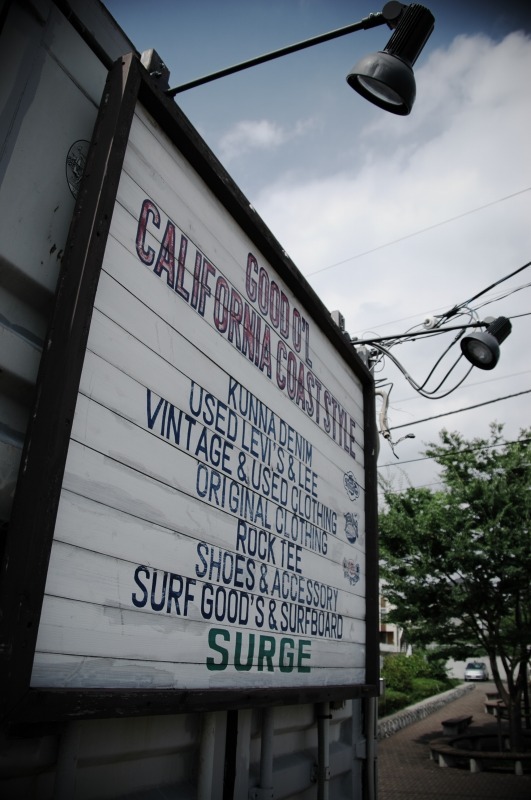 GOOD O'L
CALIFORNIA COAST STYLE
KUNNA DENIM
USED LEVI'S & LEE
VINTAGE & USED CLOTHING
ORIGINAL CLOTHING
ROCK TEE
SHOES & ACCESSORY
SURF GOOD'S & SURFBOARD
SURGE